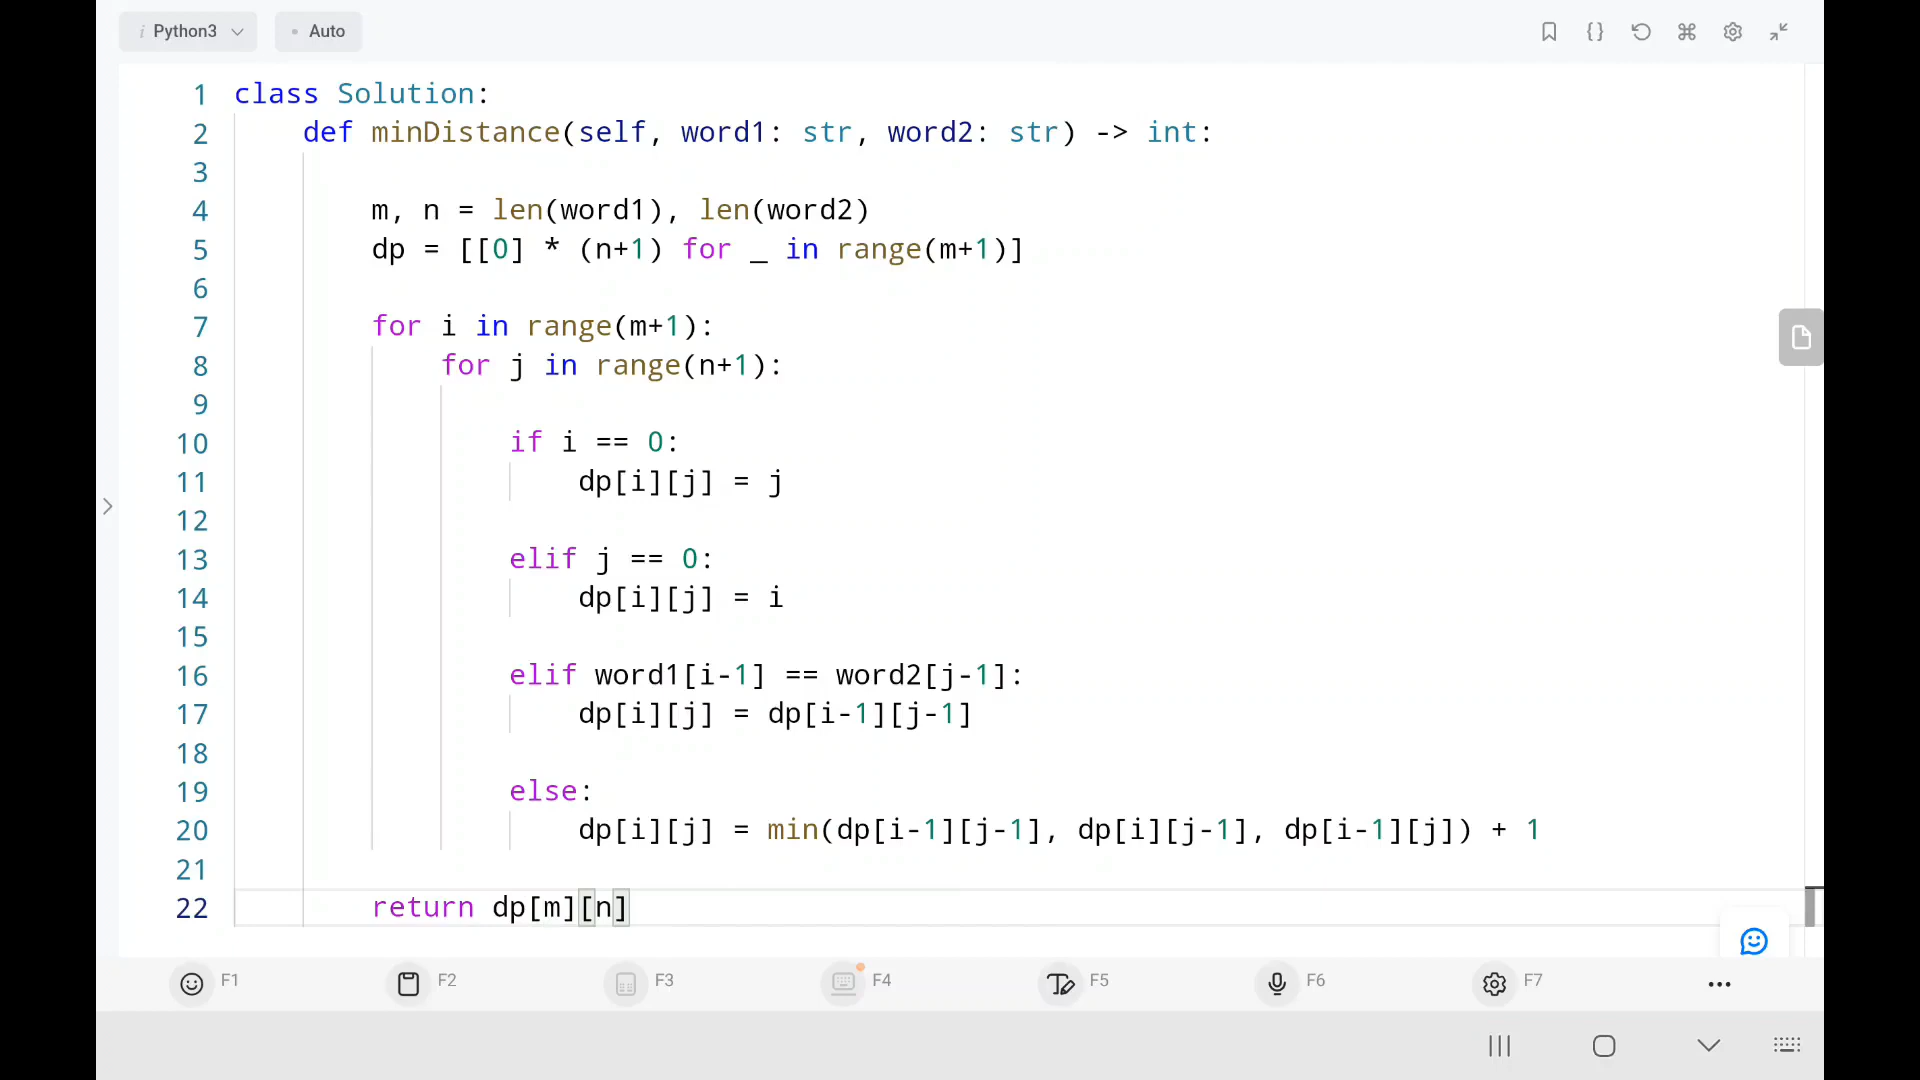 i Python3 Auto
1 class Solution:
2 def minDistance(self, word1: str, word2: str) -> int:
3
4 m, n = len(word1), len(word2)
5 dp = [[0] * (n+1) for _ in range(m+1)]
6
7 for i in range(m+1):
8 for j in range(n+1):
9
10 if i == 0:
11 dp[i][j] = j
12
13 elif j == 0:
14 dp[i][j] = i
15
16 elif word1[i-1] == word2[j-1]:
17 dp[i][j] = dp[i-1][j-1]
18
19 else:
20 dp[i][j] = min(dp[i-1][j-1], dp[i][j-1], dp[i-1][j]) + 1
21
22 return dp[m][n]
F1 F2 F3 F4 F5 F6 F7